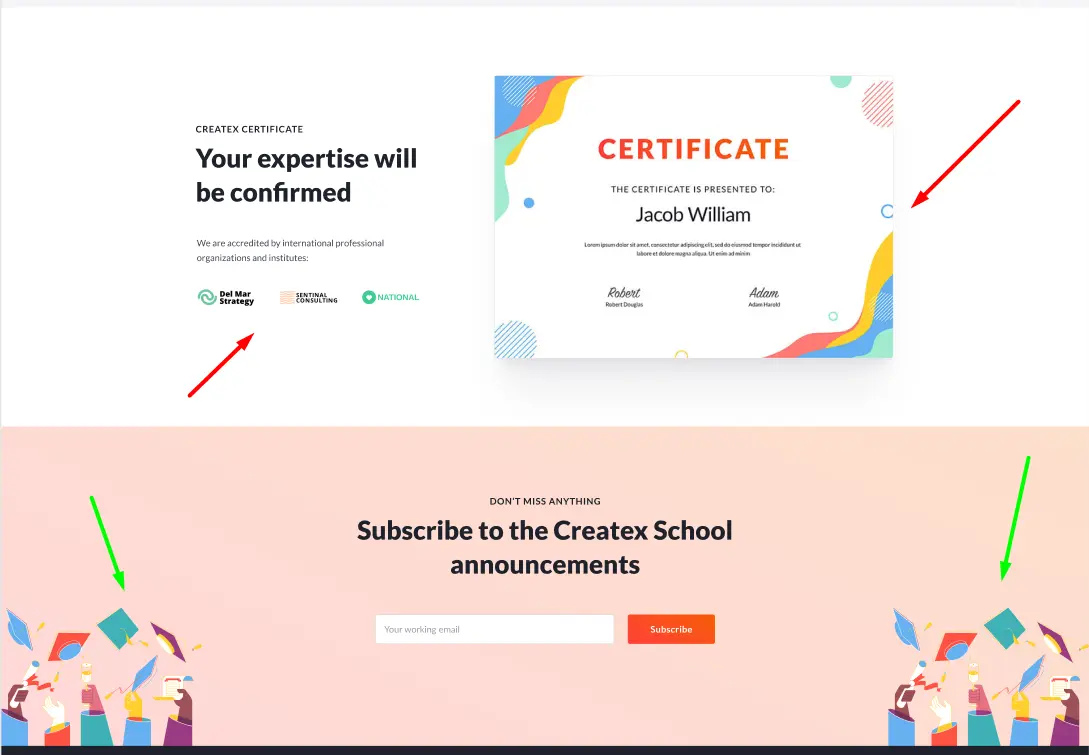 CREATEX CERTIFICATE
Your expertise will
be confirmed
We are accredited by international professional
organizations and institutes:
Del Mar
Strategy
SENTINAL
CONSULTING
NATIONAL
CERTIFICATE
THE CERTIFICATE IS PRESENTED TO:
Jacob William
Lorem ipsum dolor sit amet, consectetur adipiscing elit, sed do eiusmod tempor incididunt ut
labore et dolore magna aliqua. Ut enim ad minim
Robert
Robert Douglas
Adam
Adam Harold
DON'T MISS ANYTHING
Subscribe to the Createx School
announcements
Your working email
Subscribe